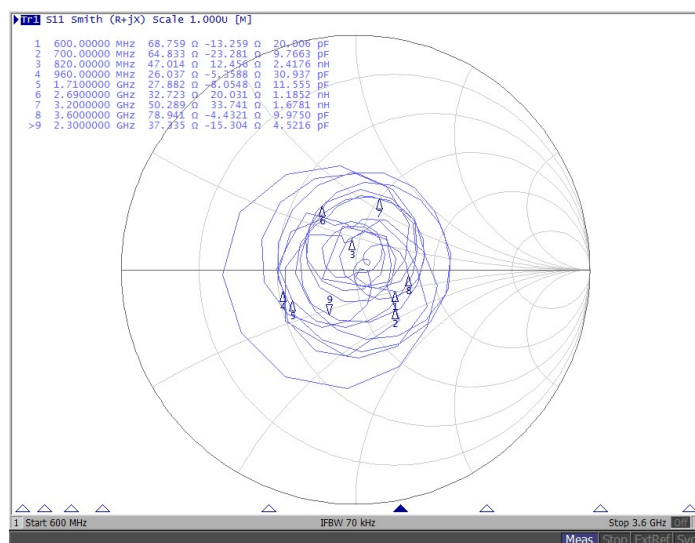 Tr1 S11 Smith (R+jX) Scale 1.000U [M]
1 600.00000 MHz 68.759 Ω -13.259 Ω 20.006 pF
2 700.00000 MHz 64.833 Ω -23.281 Ω 9.7663 pF
3 820.00000 MHz 47.014 Ω 12.456 Ω 2.4176 nH
4 960.00000 MHz 26.037 Ω -5.3588 Ω 30.937 pF
5 1.7100000 GHz 27.882 Ω -8.0548 Ω 11.555 pF
6 2.6900000 GHz 32.723 Ω 20.031 Ω 1.1852 nH
7 3.2000000 GHz 50.289 Ω 33.741 Ω 1.6781 nH
8 3.6000000 GHz 78.941 Ω -4.4321 Ω 9.9750 pF
>9 2.3000000 GHz 37.335 Ω -15.304 Ω 4.5216 pF
6
7
3
8
4
5
9
1
2
1 Start 600 MHz IFBW 70 kHz Stop 3.6 GHz Off
Meas Stop ExtRef Svc